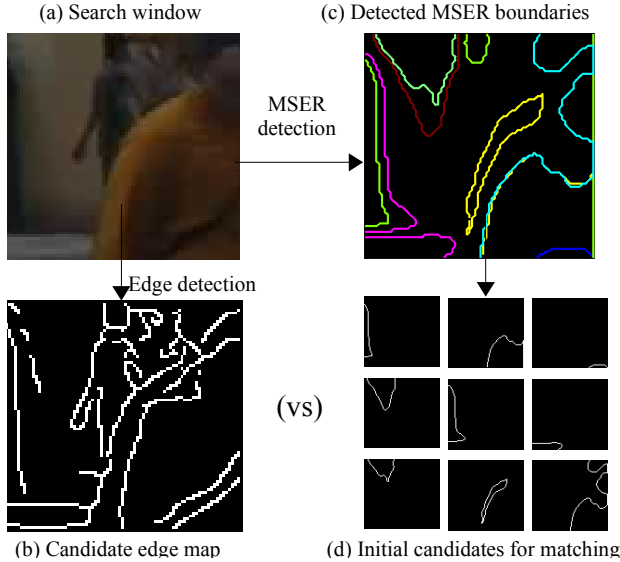 (a) Search window
(c) Detected MSER boundaries
MSER
detection
Edge detection
(vs)
(b) Candidate edge map
(d) Initial candidates for matching